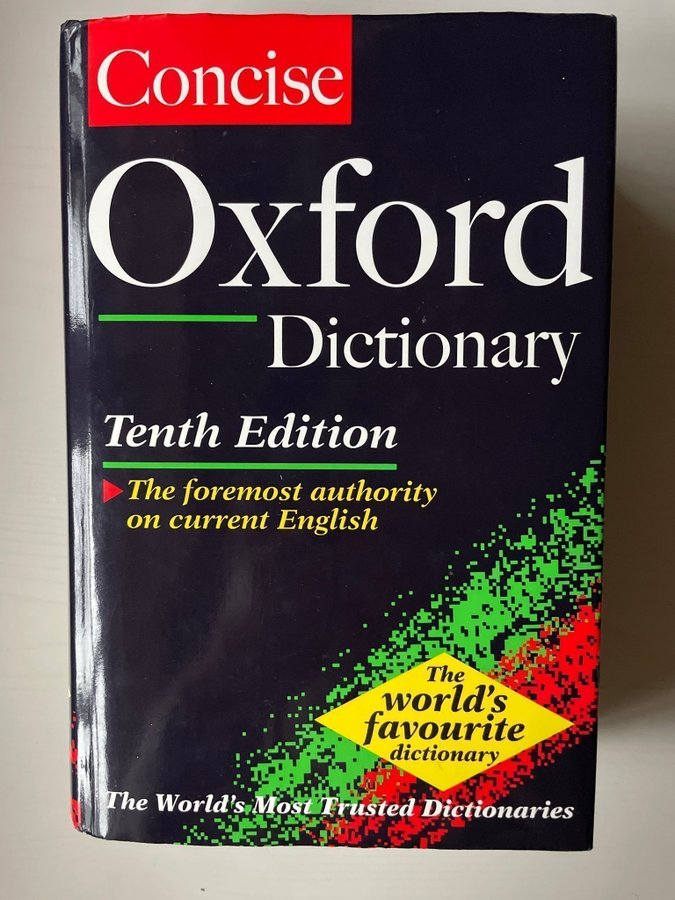 Concise
Oxford
Dictionary
Tenth Edition
The foremost authority
on current English
The
world's
favourite
dictionary
The World's Most Trusted Dictionaries